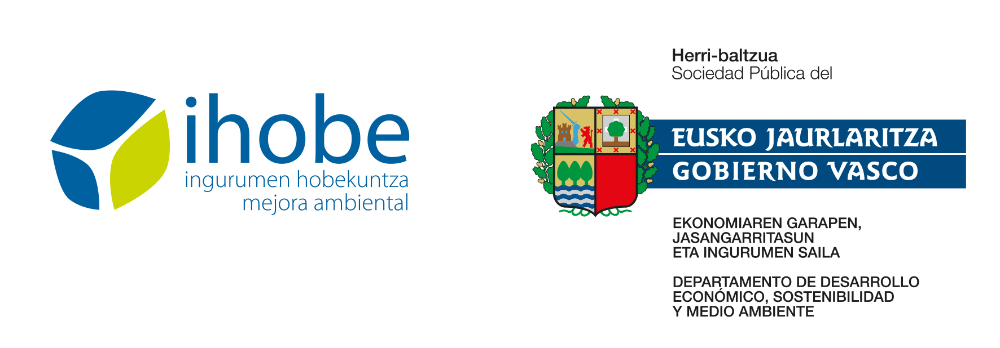 ihobe
ingurumen hobekuntza
mejora ambiental
Herri-baltzua
Sociedad Pública del
EUSKO JAURLARITZA
GOBIERNO VASCO
EKONOMIAREN GARAPEN,
JASANGARRITASUN
ETA INGURUMEN SAILA
DEPARTAMENTO DE DESARROLLO
ECONÓMICO, SOSTENIBILIDAD
Y MEDIO AMBIENTE